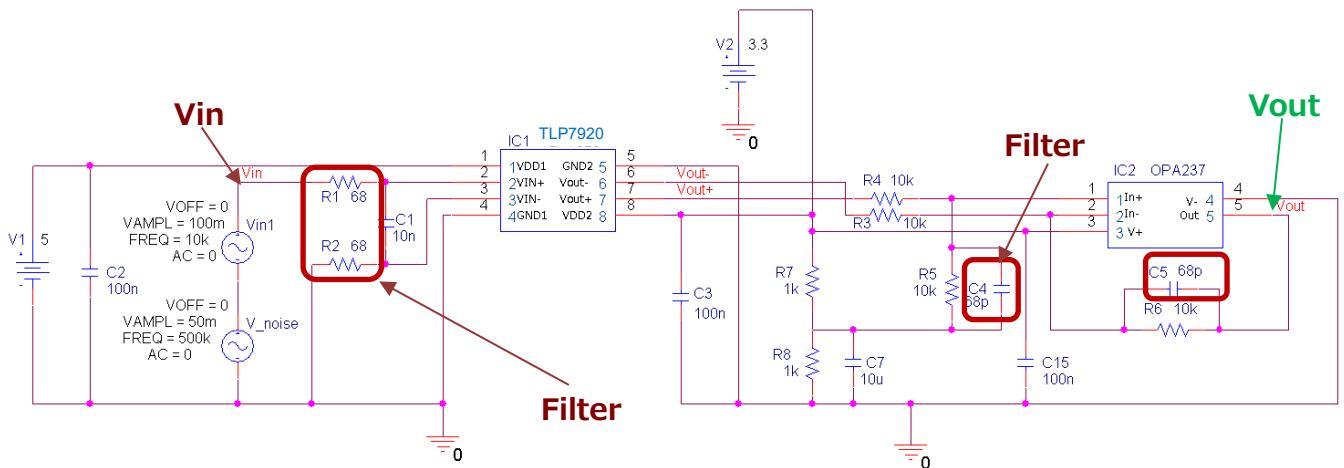 V2
3.3
0
Vin
Vin
TLP7920
IC1
1
2
3
4
1 VDD1
2 VIN+
3 VIN-
4 GND1
GND2 5
Vout- 6
Vout+ 7
VDD2 8
5
6
7
8
Vout-
Vout+
R1
68
R2
68
C1
10n
VOFF = 0
VAMPL = 100m
FREQ = 10k
AC = 0
Vin1
VOFF = 0
VAMPL = 50m
FREQ = 500k
AC = 0
V_noise
V1
5
C2
100n
Filter
0
C3
100n
R4
10k
R3
10k
Filter
R7
1k
R8
1k
R5
10k
C4
68p
C7
10u
C15
100n
0
IC2
OPA237
1
2
3
1 In+
2 In-
3 V+
V- 4
Out 5
4
5
Vout
Vout
C5
68p
R6
10k